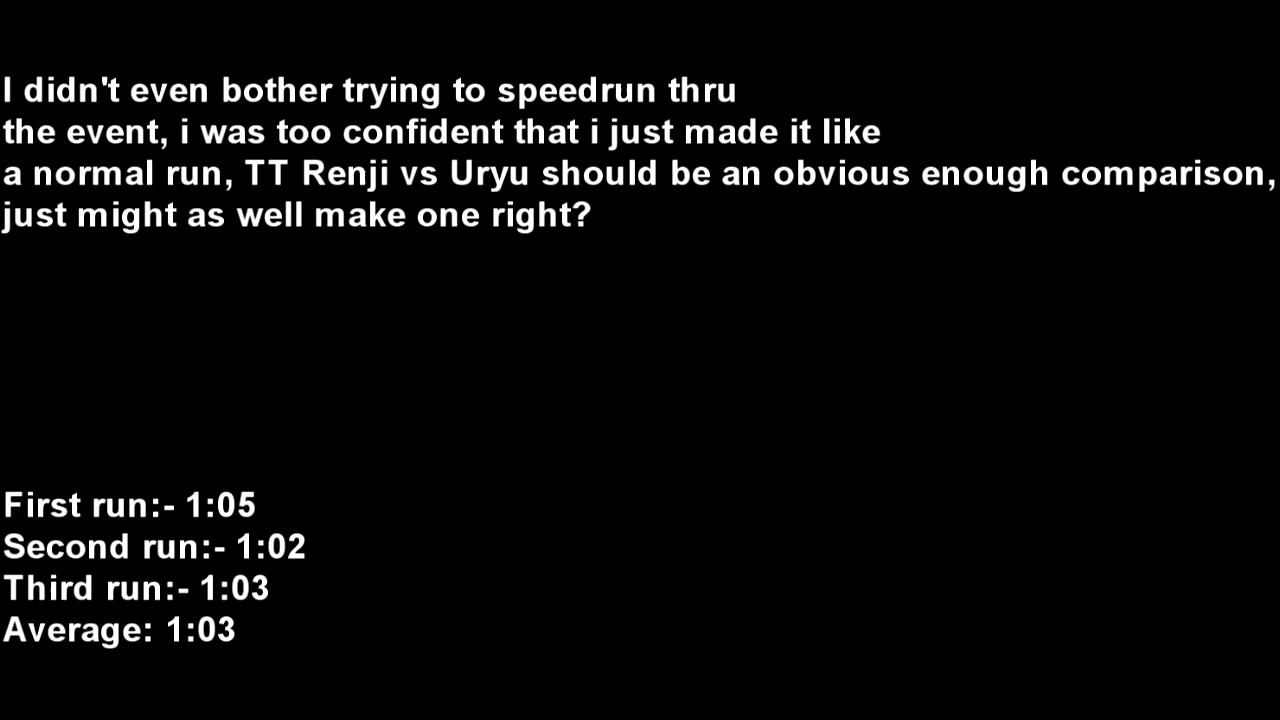 I didn't even bother trying to speedrun thru
the event, i was too confident that i just made it like
a normal run, TT Renji vs Uryu should be an obvious enough comparison,
just might as well make one right?
First run:- 1:05
Second run:- 1:02
Third run:- 1:03
Average: 1:03